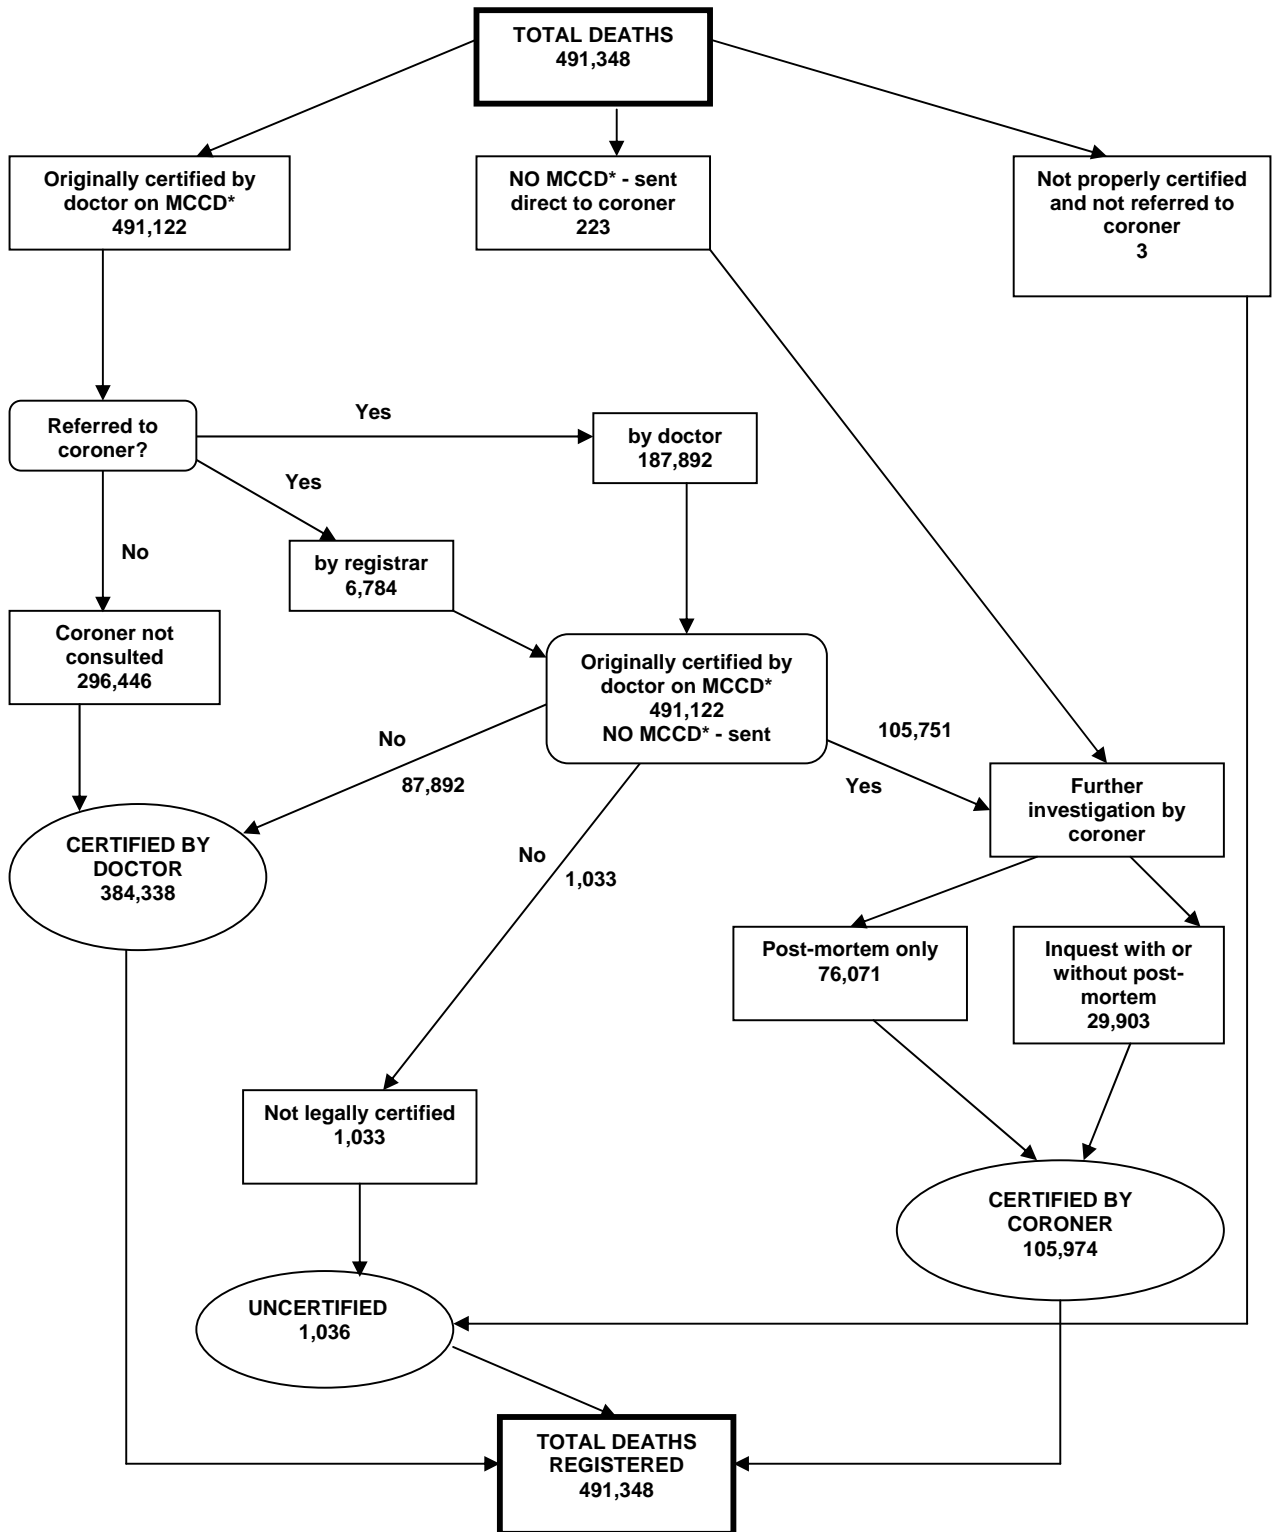 TOTAL DEATHS
491,348
Originally certified by
doctor on MCCD*
491,122
NO MCCD* - sent
direct to coroner
223
Not properly certified
and not referred to
coroner
3
Referred to
coroner?
Yes
by doctor
187,892
Yes
No
by registrar
6,784
Coroner not
consulted
296,446
Originally certified by
doctor on MCCD*
491,122
NO MCCD* - sent
No
87,892
105,751
Yes
Further
investigation by
coroner
CERTIFIED BY
DOCTOR
384,338
No
1,033
Post-mortem only
76,071
Inquest with or
without post-
mortem
29,903
Not legally certified
1,033
CERTIFIED BY
CORONER
105,974
UNCERTIFIED
1,036
TOTAL DEATHS
REGISTERED
491,348